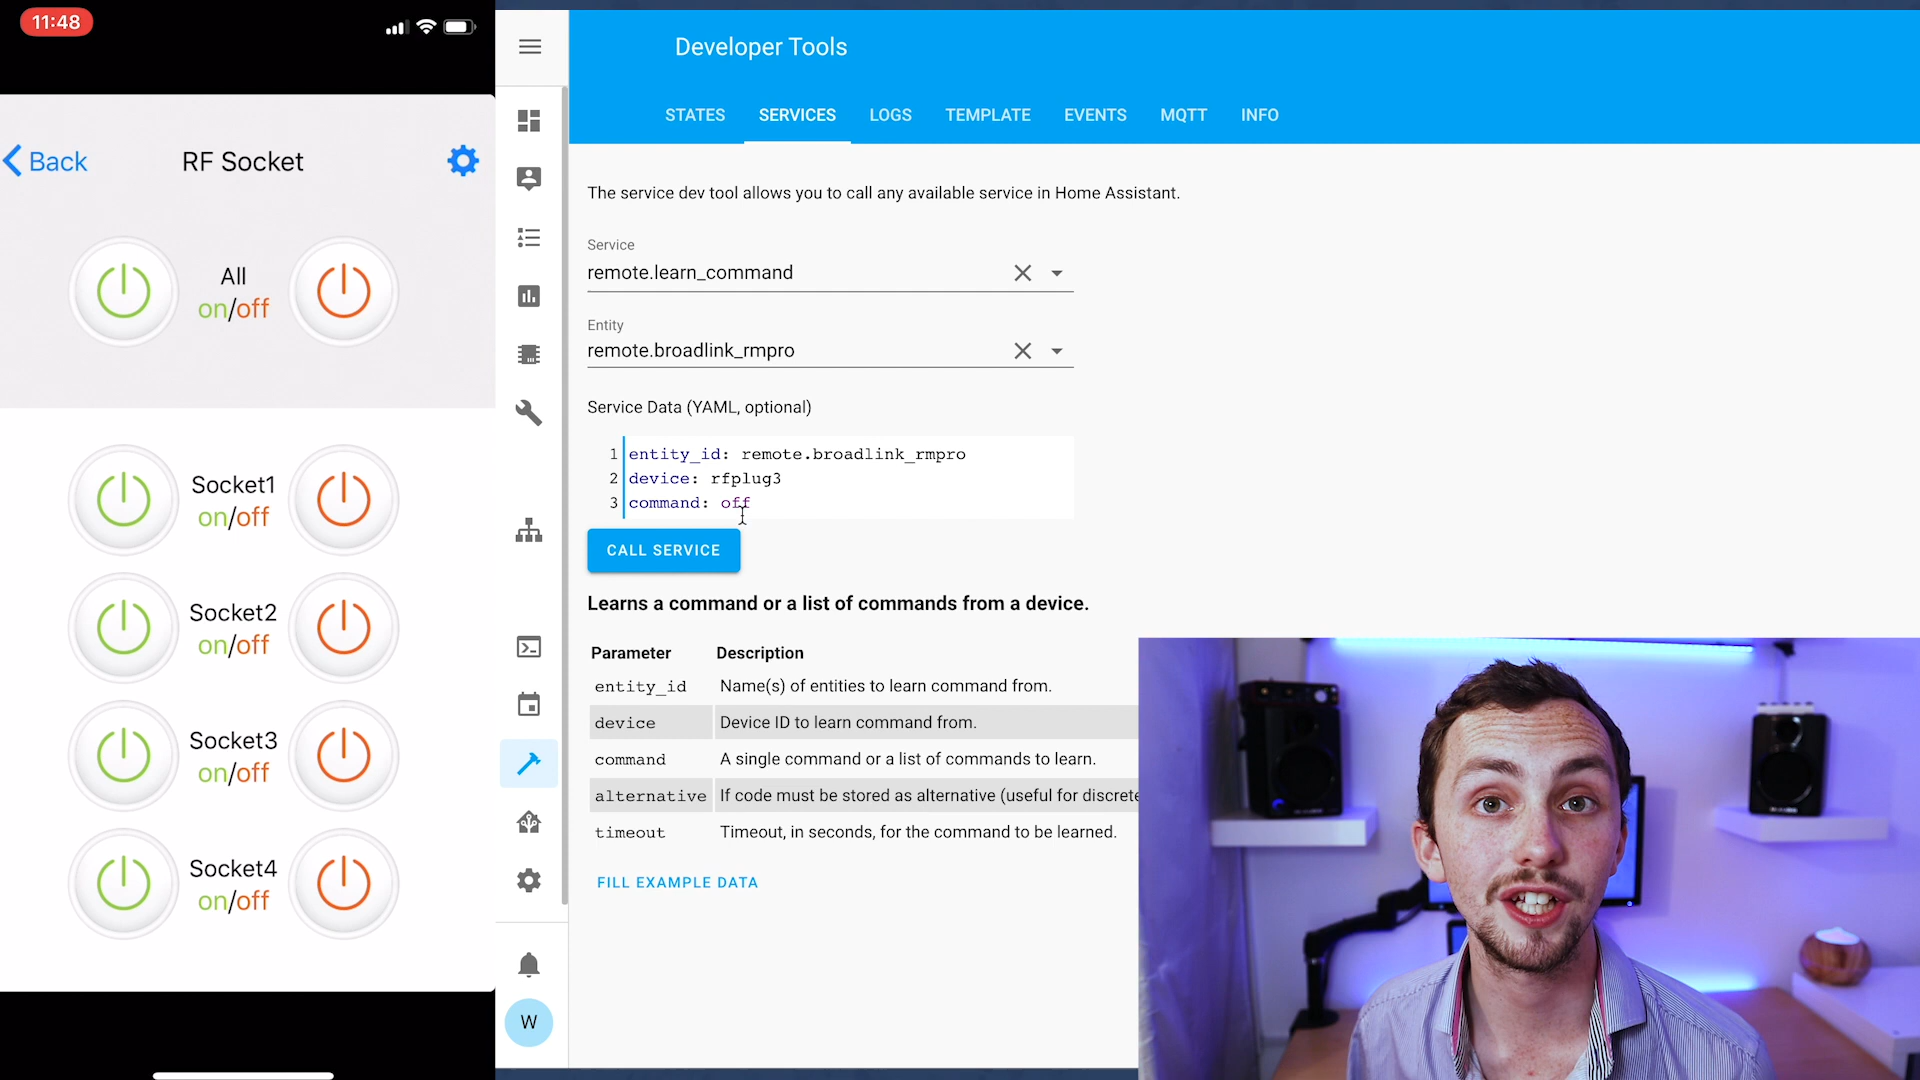 11:48
Back
RF Socket
All
on/off
Socket1
on/off
Socket2
on/off
Socket3
on/off
Socket4
on/off
Developer Tools
STATES SERVICES LOGS TEMPLATE EVENTS MQTT INFO
The service dev tool allows you to call any available service in Home Assistant.
Service
remote.learn_command
Entity
remote.broadlink_rmpro
Service Data (YAML, optional)
1 entity_id: remote.broadlink_rmpro
2 device: rfplug3
3 command: off
CALL SERVICE
Learns a command or a list of commands from a device.
Parameter Description
entity_id Name(s) of entities to learn command from.
device Device ID to learn command from.
command A single command or a list of commands to learn.
alternative If code must be stored as alternative (useful for discrete
timeout Timeout, in seconds, for the command to be learned.
FILL EXAMPLE DATA
W